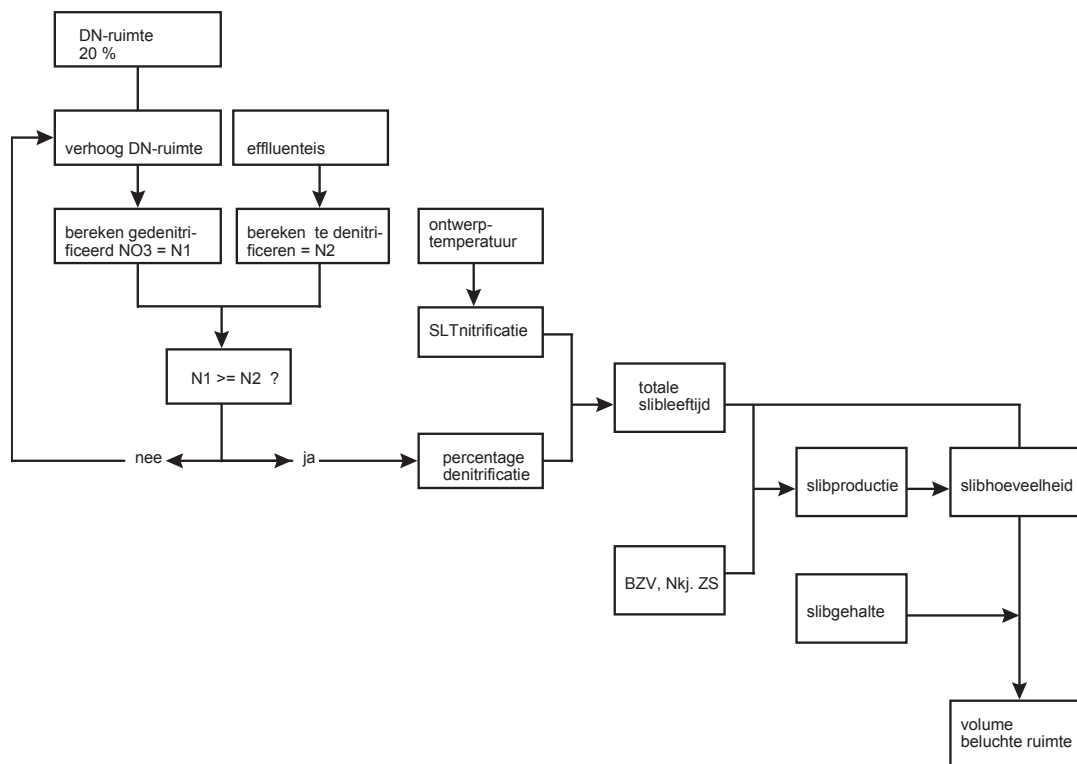 DN-ruimte
20 %
verhoog DN-ruimte
efflluenteis
bereken gedenitri-
ficeerd NO3 = N1
bereken te denitri-
ficeren = N2
ontwerp-
temperatuur
SLTnitrificatie
N1 >= N2 ?
totale
slibleeftijd
nee
ja
percentage
denitrificatie
slibproductie
slibhoeveelheid
BZV, Nkj. ZS
slibgehalte
volume
beluchte ruimte